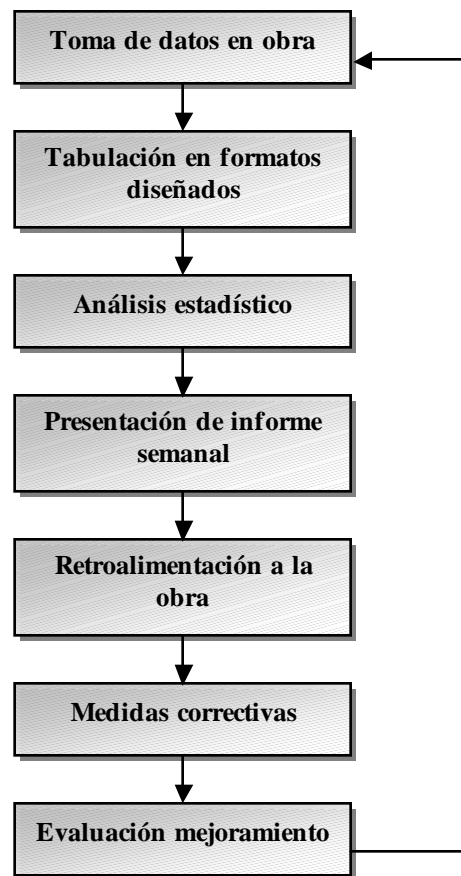 Toma de datos en obra
Tabulación en formatos
diseñados
Análisis estadístico
Presentación de informe
semanal
Retroalimentación a la
obra
Medidas correctivas
Evaluación mejoramiento